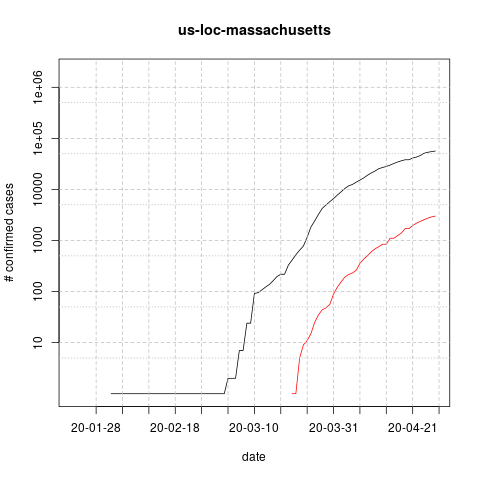 us-loc-massachusetts
# confirmed cases
1e+06
1e+05
10000
1000
100
10
20-01-28 20-02-18 20-03-10 20-03-31 20-04-21
date